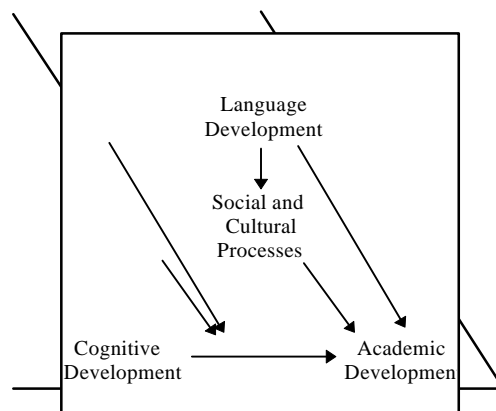 Language
Development
Social and
Cultural
Processes
Cognitive
Development
Academic
Developmen